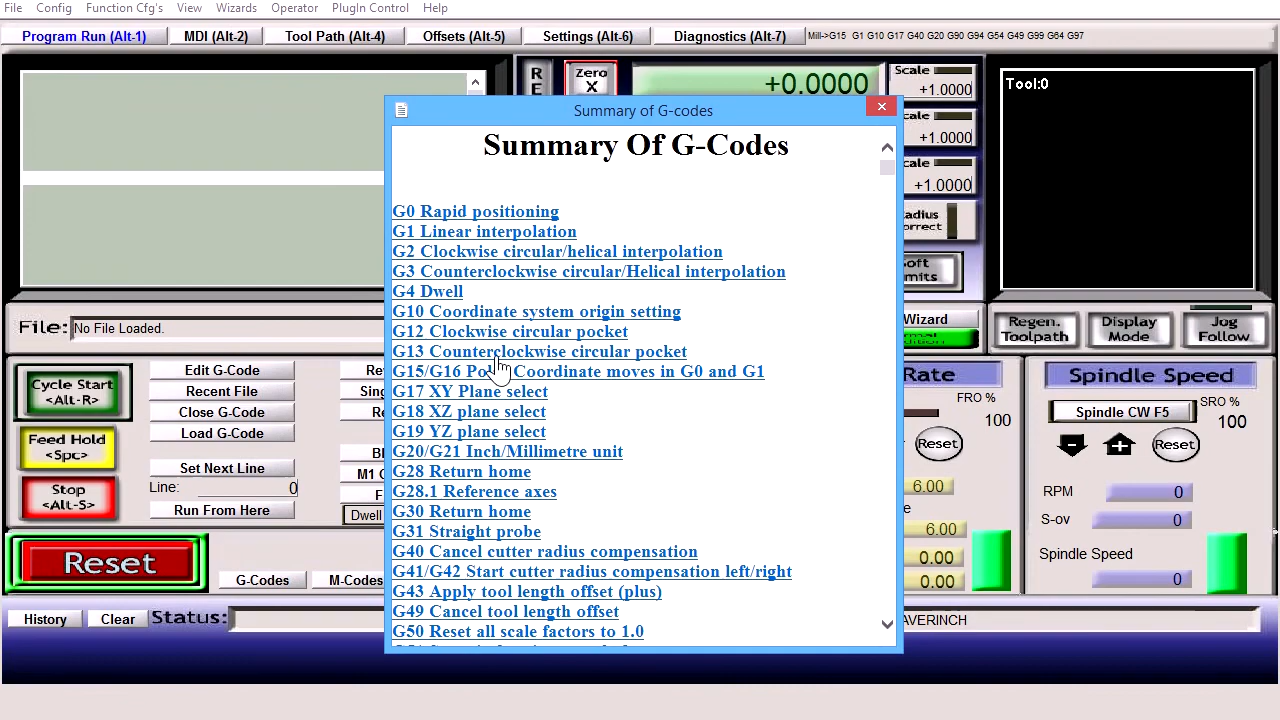 File Config Function Cfg's View Wizards Operator PlugIn Control Help
Program Run (Alt-1) MDI (Alt-2) Tool Path (Alt-4) Offsets (Alt-5) Settings (Alt-6) Diagnostics (Alt-7) Mill->G15 G1 G10 G17 G40 G20 G90 G94 G54 G49 G99 G64 G97
R
E
Zero
X
+0.0000
Scale
+1.0000
+1.0000
+1.0000
Tool:0
Summary of G-codes
Summary Of G-Codes
G0 Rapid positioning
G1 Linear interpolation
G2 Clockwise circular/helical interpolation
G3 Counterclockwise circular/Helical interpolation
G4 Dwell
G10 Coordinate system origin setting
G12 Clockwise circular pocket
G13 Counterclockwise circular pocket
G15/G16 Coordinate moves in G0 and G1
G17 XY Plane select
G18 XZ plane select
G19 YZ plane select
G20/G21 Inch/Millimetre unit
G28 Return home
G28.1 Reference axes
G30 Return home
G31 Straight probe
G40 Cancel cutter radius compensation
G41/G42 Start cutter radius compensation left/right
G43 Apply tool length offset (plus)
G49 Cancel tool length offset
G50 Reset all scale factors to 1.0
File: No File Loaded.
Wizard
Regen.
Toolpath
Display
Mode
Jog
Follow
Cycle Start
<Alt-R>
Feed Hold
<Spc>
Stop
<Alt-S>
Reset
Edit G-Code
Recent File
Close G-Code
Load G-Code
Set Next Line
Line: 0
Run From Here
M1
Dwell
G-Codes M-Codes
Rate
FRO %
100
Reset
6.00
6.00
0.00
0.00
Spindle Speed
Spindle CW F5
SRO %
100
Reset
RPM 0
S-ov 0
Spindle Speed
0
History Clear Status: